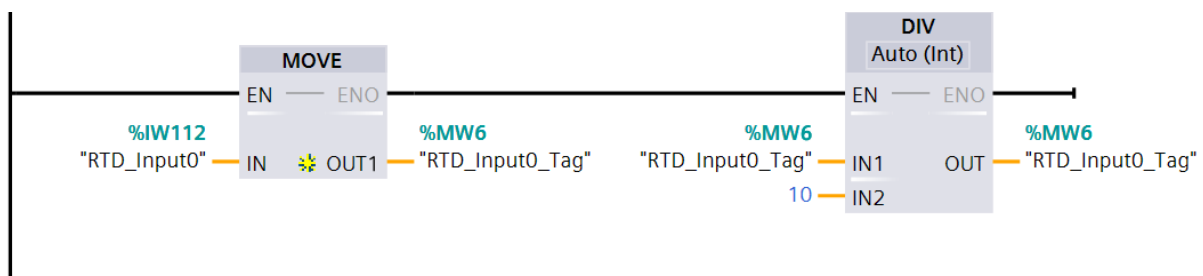 MOVE
EN ENO
%IW112
"RTD_Input0"
IN OUT1
%MW6
"RTD_Input0_Tag"
DIV
Auto (Int)
EN ENO
%MW6
"RTD_Input0_Tag"
IN1 OUT
10
IN2
%MW6
"RTD_Input0_Tag"